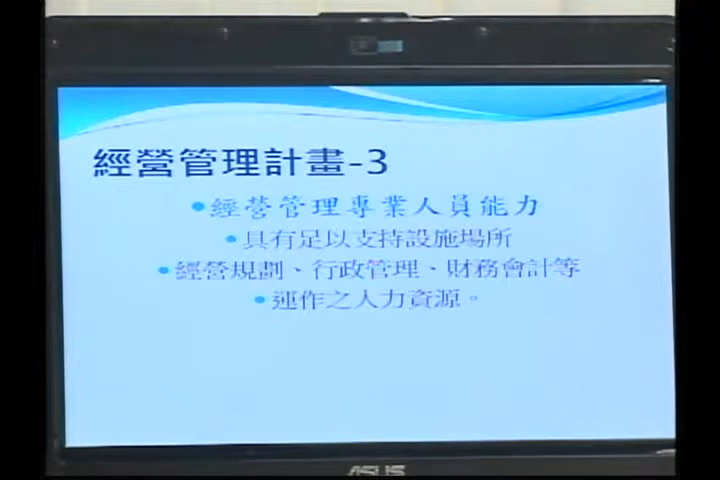 經營管理計畫-3
•經營管理專業人員能力
•具有足以支持設施場所
•經營規劃、行政管理、財務會計等
•運作之人力資源。
ASUS